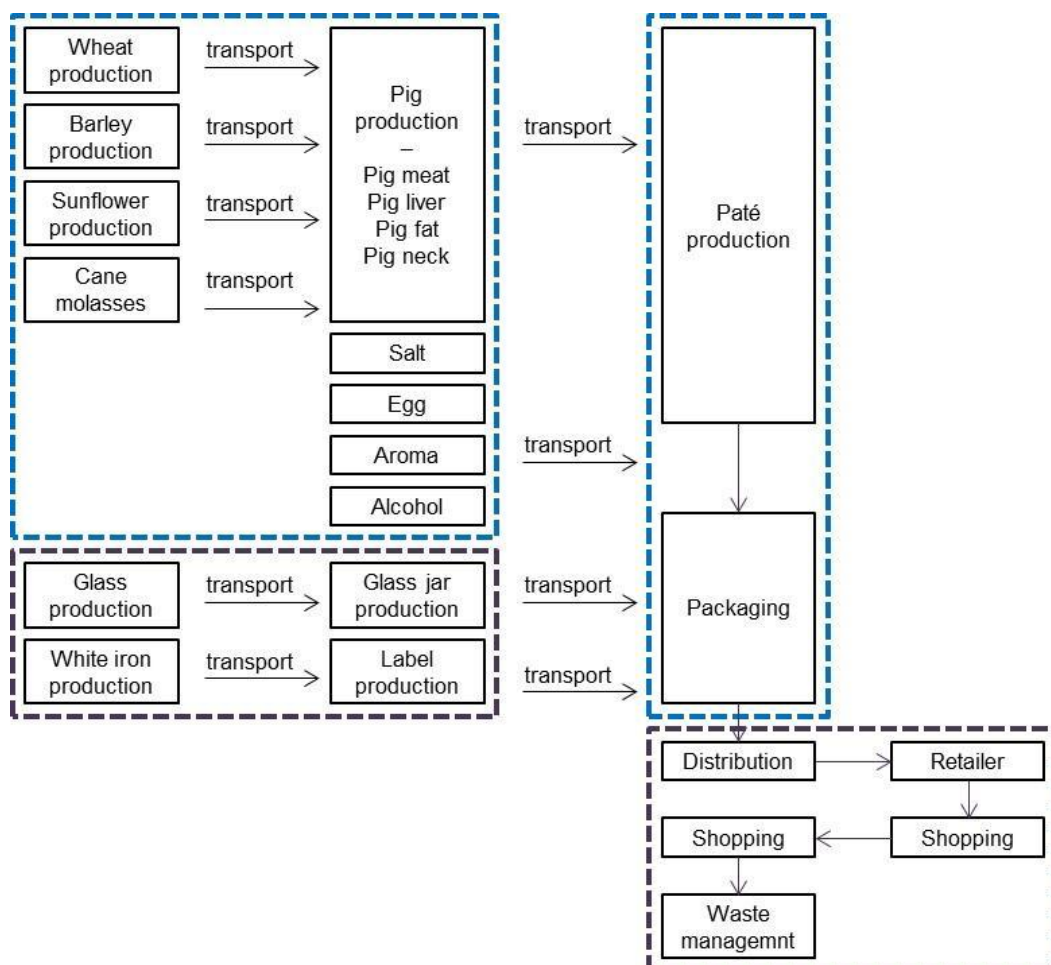 Wheat
production
transport
Barley
production
transport
Sunflower
production
transport
Cane
molasses
transport
Pig
production
–
Pig meat
Pig liver
Pig fat
Pig neck
transport
Paté
production
Salt
Egg
Aroma
Alcohol
transport
Glass
production
transport
Glass jar
production
transport
White iron
production
transport
Label
production
transport
Packaging
Distribution
Retailer
Shopping
Shopping
Waste
managemnt